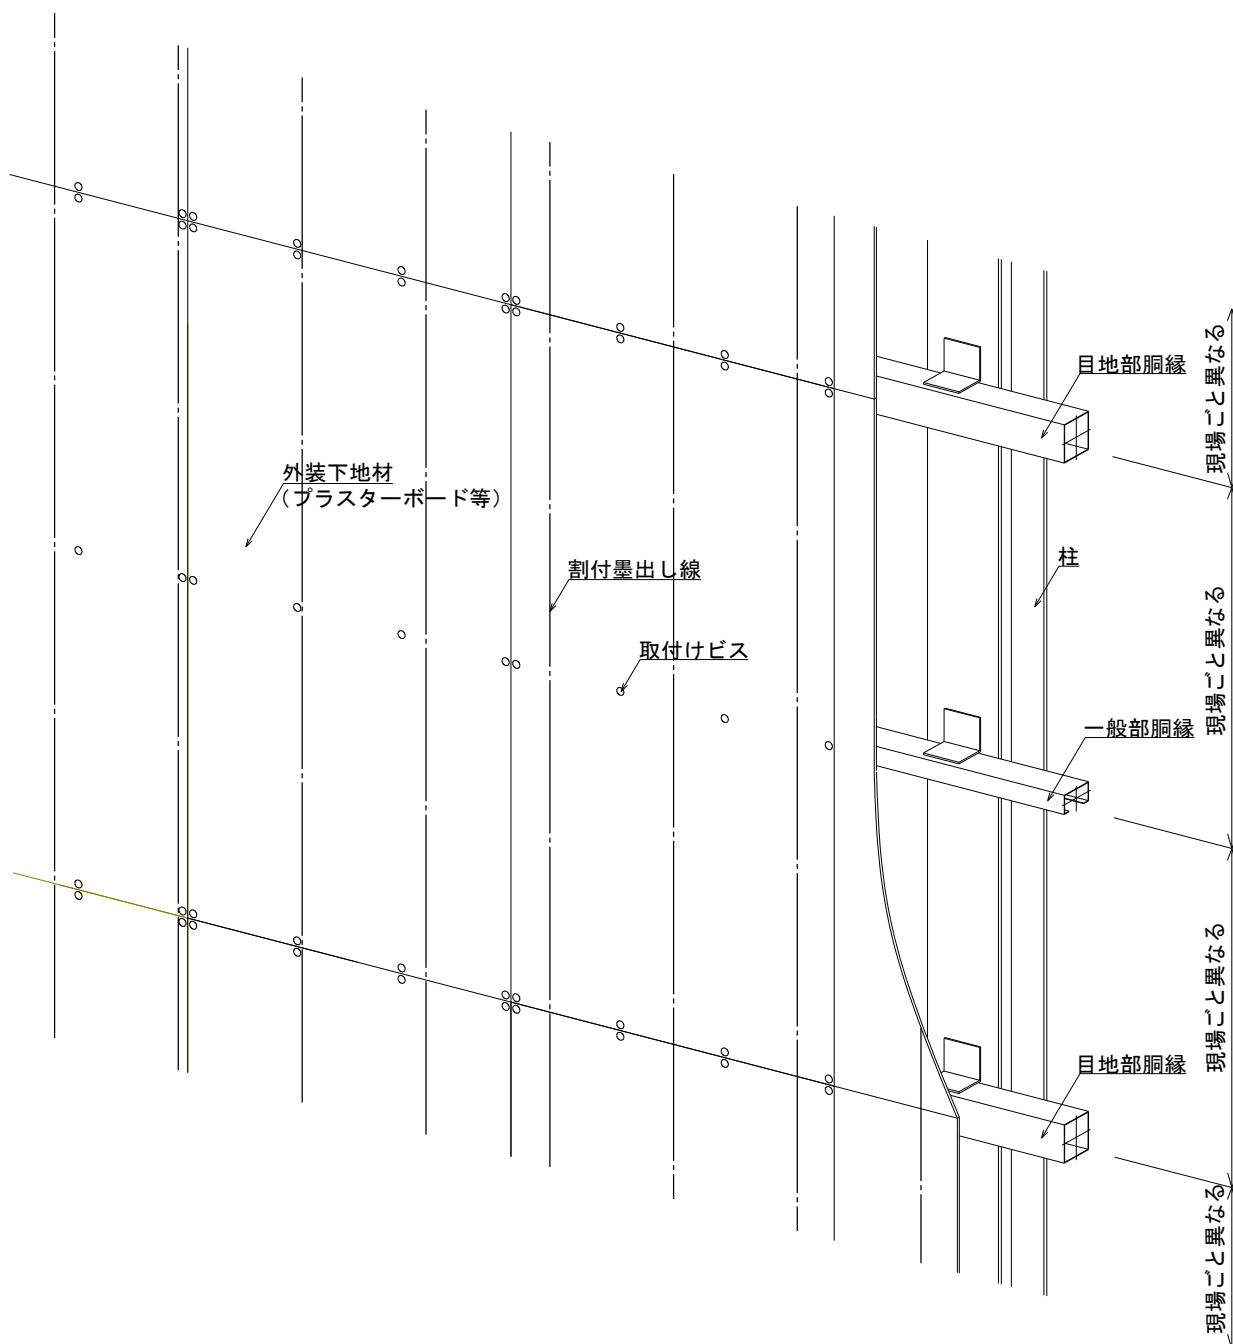 目地部胴縁
現場ごと異なる
外装下地材
（プラスターボード等）
割付墨出し線
柱
取付けビス
現場ごと異なる
一般部胴縁
現場ごと異なる
目地部胴縁
現場ごと異なる